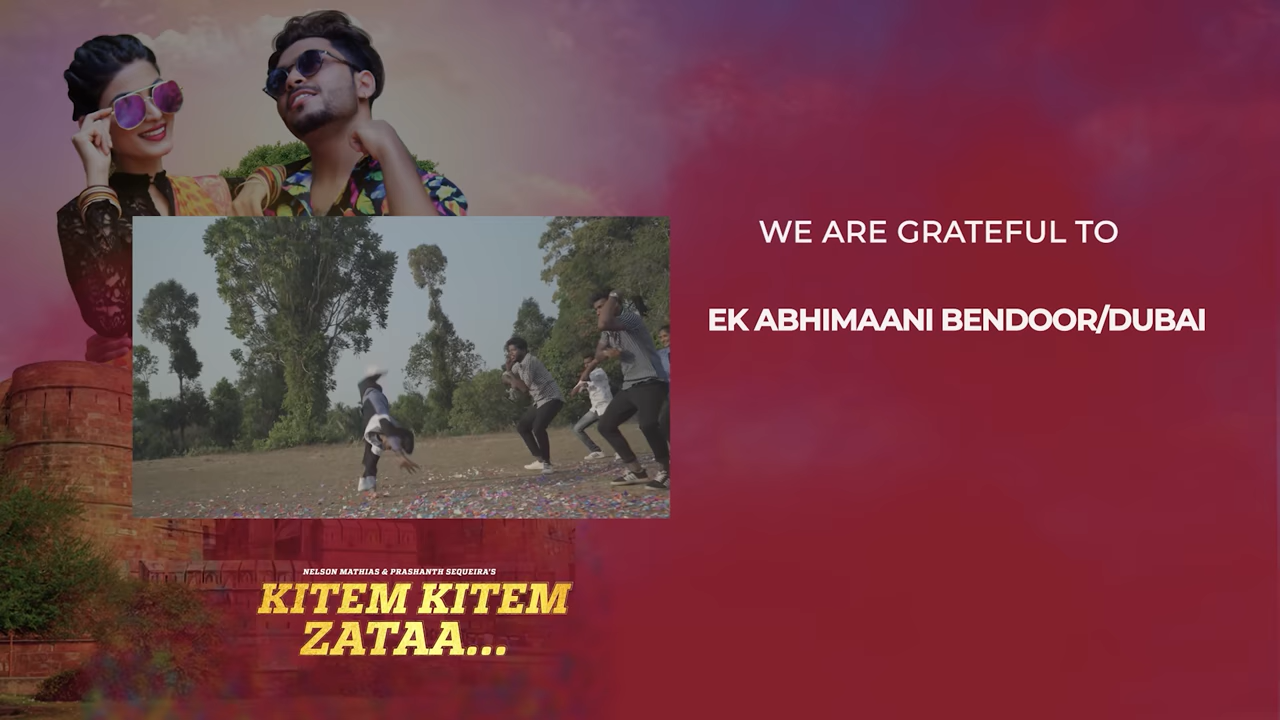 WE ARE GRATEFUL TO
EK ABHIMAANI BENDOOR/DUBAI
NELSON MATHIAS & PRASHANTH SEQUEIRA'S
KITEM KITEM
ZATAA...